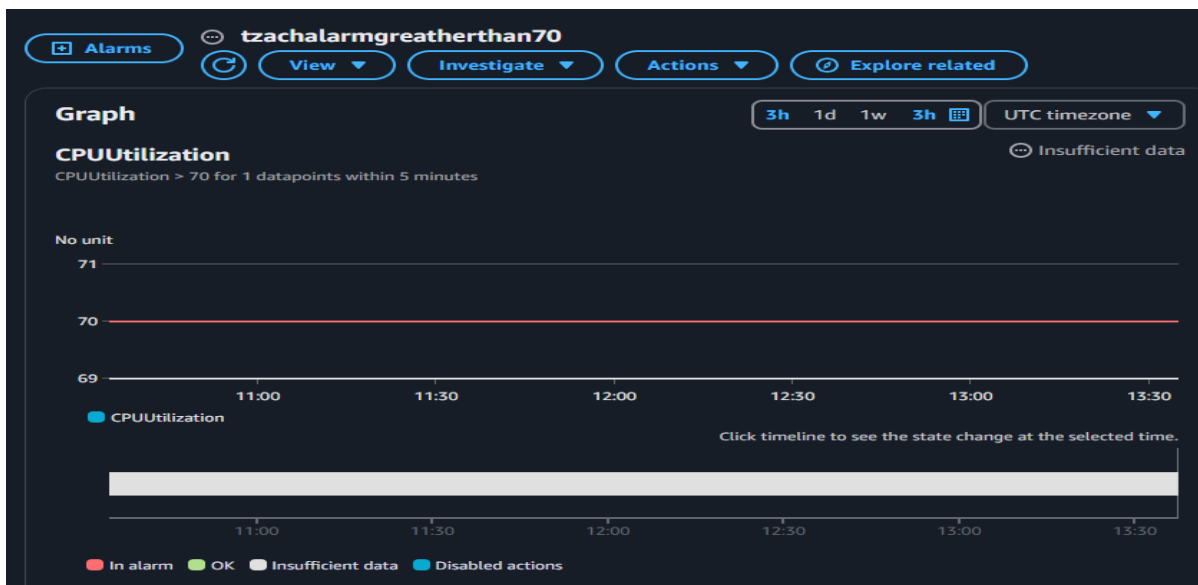 Alarms
tzachalarmgreatherthan70
View Investigate Actions Explore related
Graph
3h 1d 1w 3h UTC timezone
CPUUtilization
Insufficient data
CPUUtilization > 70 for 1 datapoints within 5 minutes
No unit
71
70
69
11:00 11:30 12:00 12:30 13:00 13:30
CPUUtilization
Click timeline to see the state change at the selected time.
11:00 11:30 12:00 12:30 13:00 13:30
In alarm OK Insufficient data Disabled actions